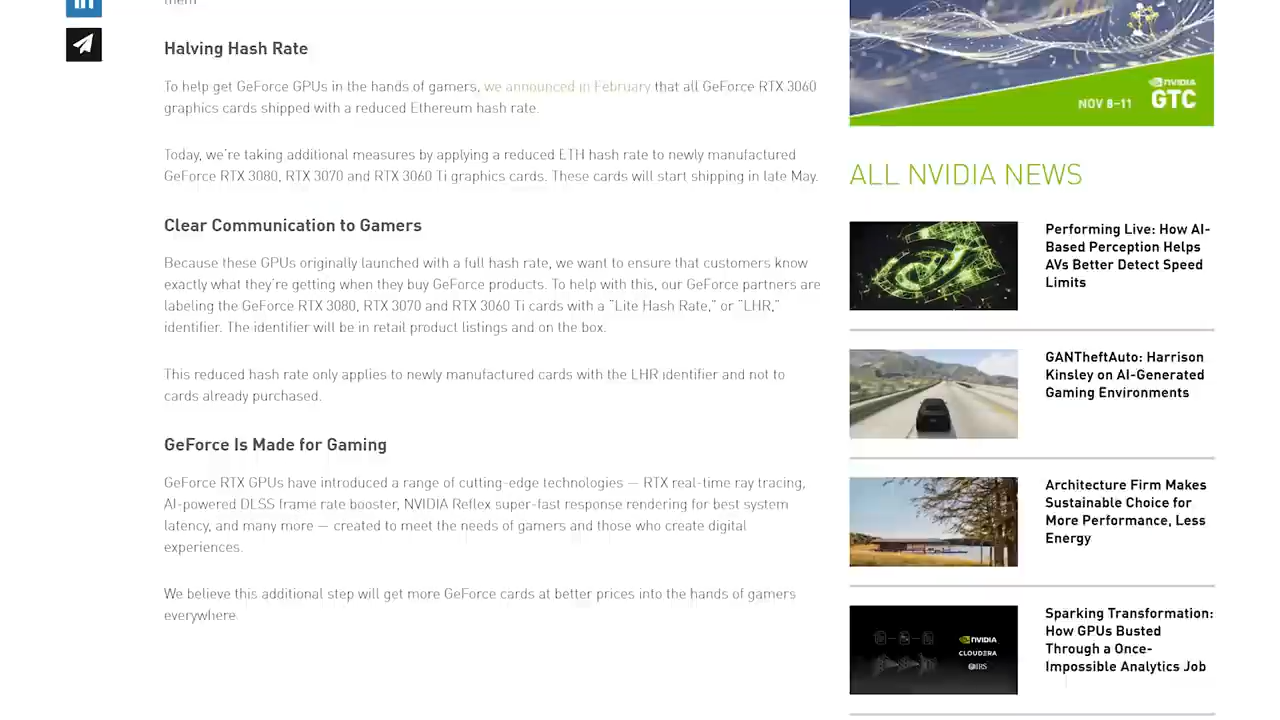 Halving Hash Rate
To help get GeForce GPUs in the hands of gamers, we announced in February that all GeForce RTX 3060
graphics cards shipped with a reduced Ethereum hash rate.
Today, we're taking additional measures by applying a reduced ETH hash rate to newly manufactured
GeForce RTX 3080, RTX 3070 and RTX 3060 Ti graphics cards. These cards will start shipping in late May.
Clear Communication to Gamers
Because these GPUs originally launched with a full hash rate, we want to ensure that customers know
exactly what they're getting when they buy GeForce products. To help with this, our GeForce partners are
labeling the GeForce RTX 3080, RTX 3070 and RTX 3060 Ti cards with a "Lite Hash Rate," or "LHR,"
identifier. The identifier will be in retail product listings and on the box.
This reduced hash rate only applies to newly manufactured cards with the LHR identifier and not to
cards already purchased.
GeForce Is Made for Gaming
GeForce RTX GPUs have introduced a range of cutting-edge technologies — RTX real-time ray tracing,
AI-powered DLSS frame rate booster, NVIDIA Reflex super-fast response rendering for best system
latency, and many more — created to meet the needs of gamers and those who create digital
experiences.
We believe this additional step will get more GeForce cards at better prices into the hands of gamers
everywhere.
NVIDIA
NOV 8–11 GTC
ALL NVIDIA NEWS
Performing Live: How AI-
Based Perception Helps
AVs Better Detect Speed
Limits
GANTheftAuto: Harrison
Kinsley on AI-Generated
Gaming Environments
Architecture Firm Makes
Sustainable Choice for
More Performance, Less
Energy
Sparking Transformation:
How GPUs Busted
Through a Once-
Impossible Analytics Job
NVIDIA
CLOUDERA
IRS
in